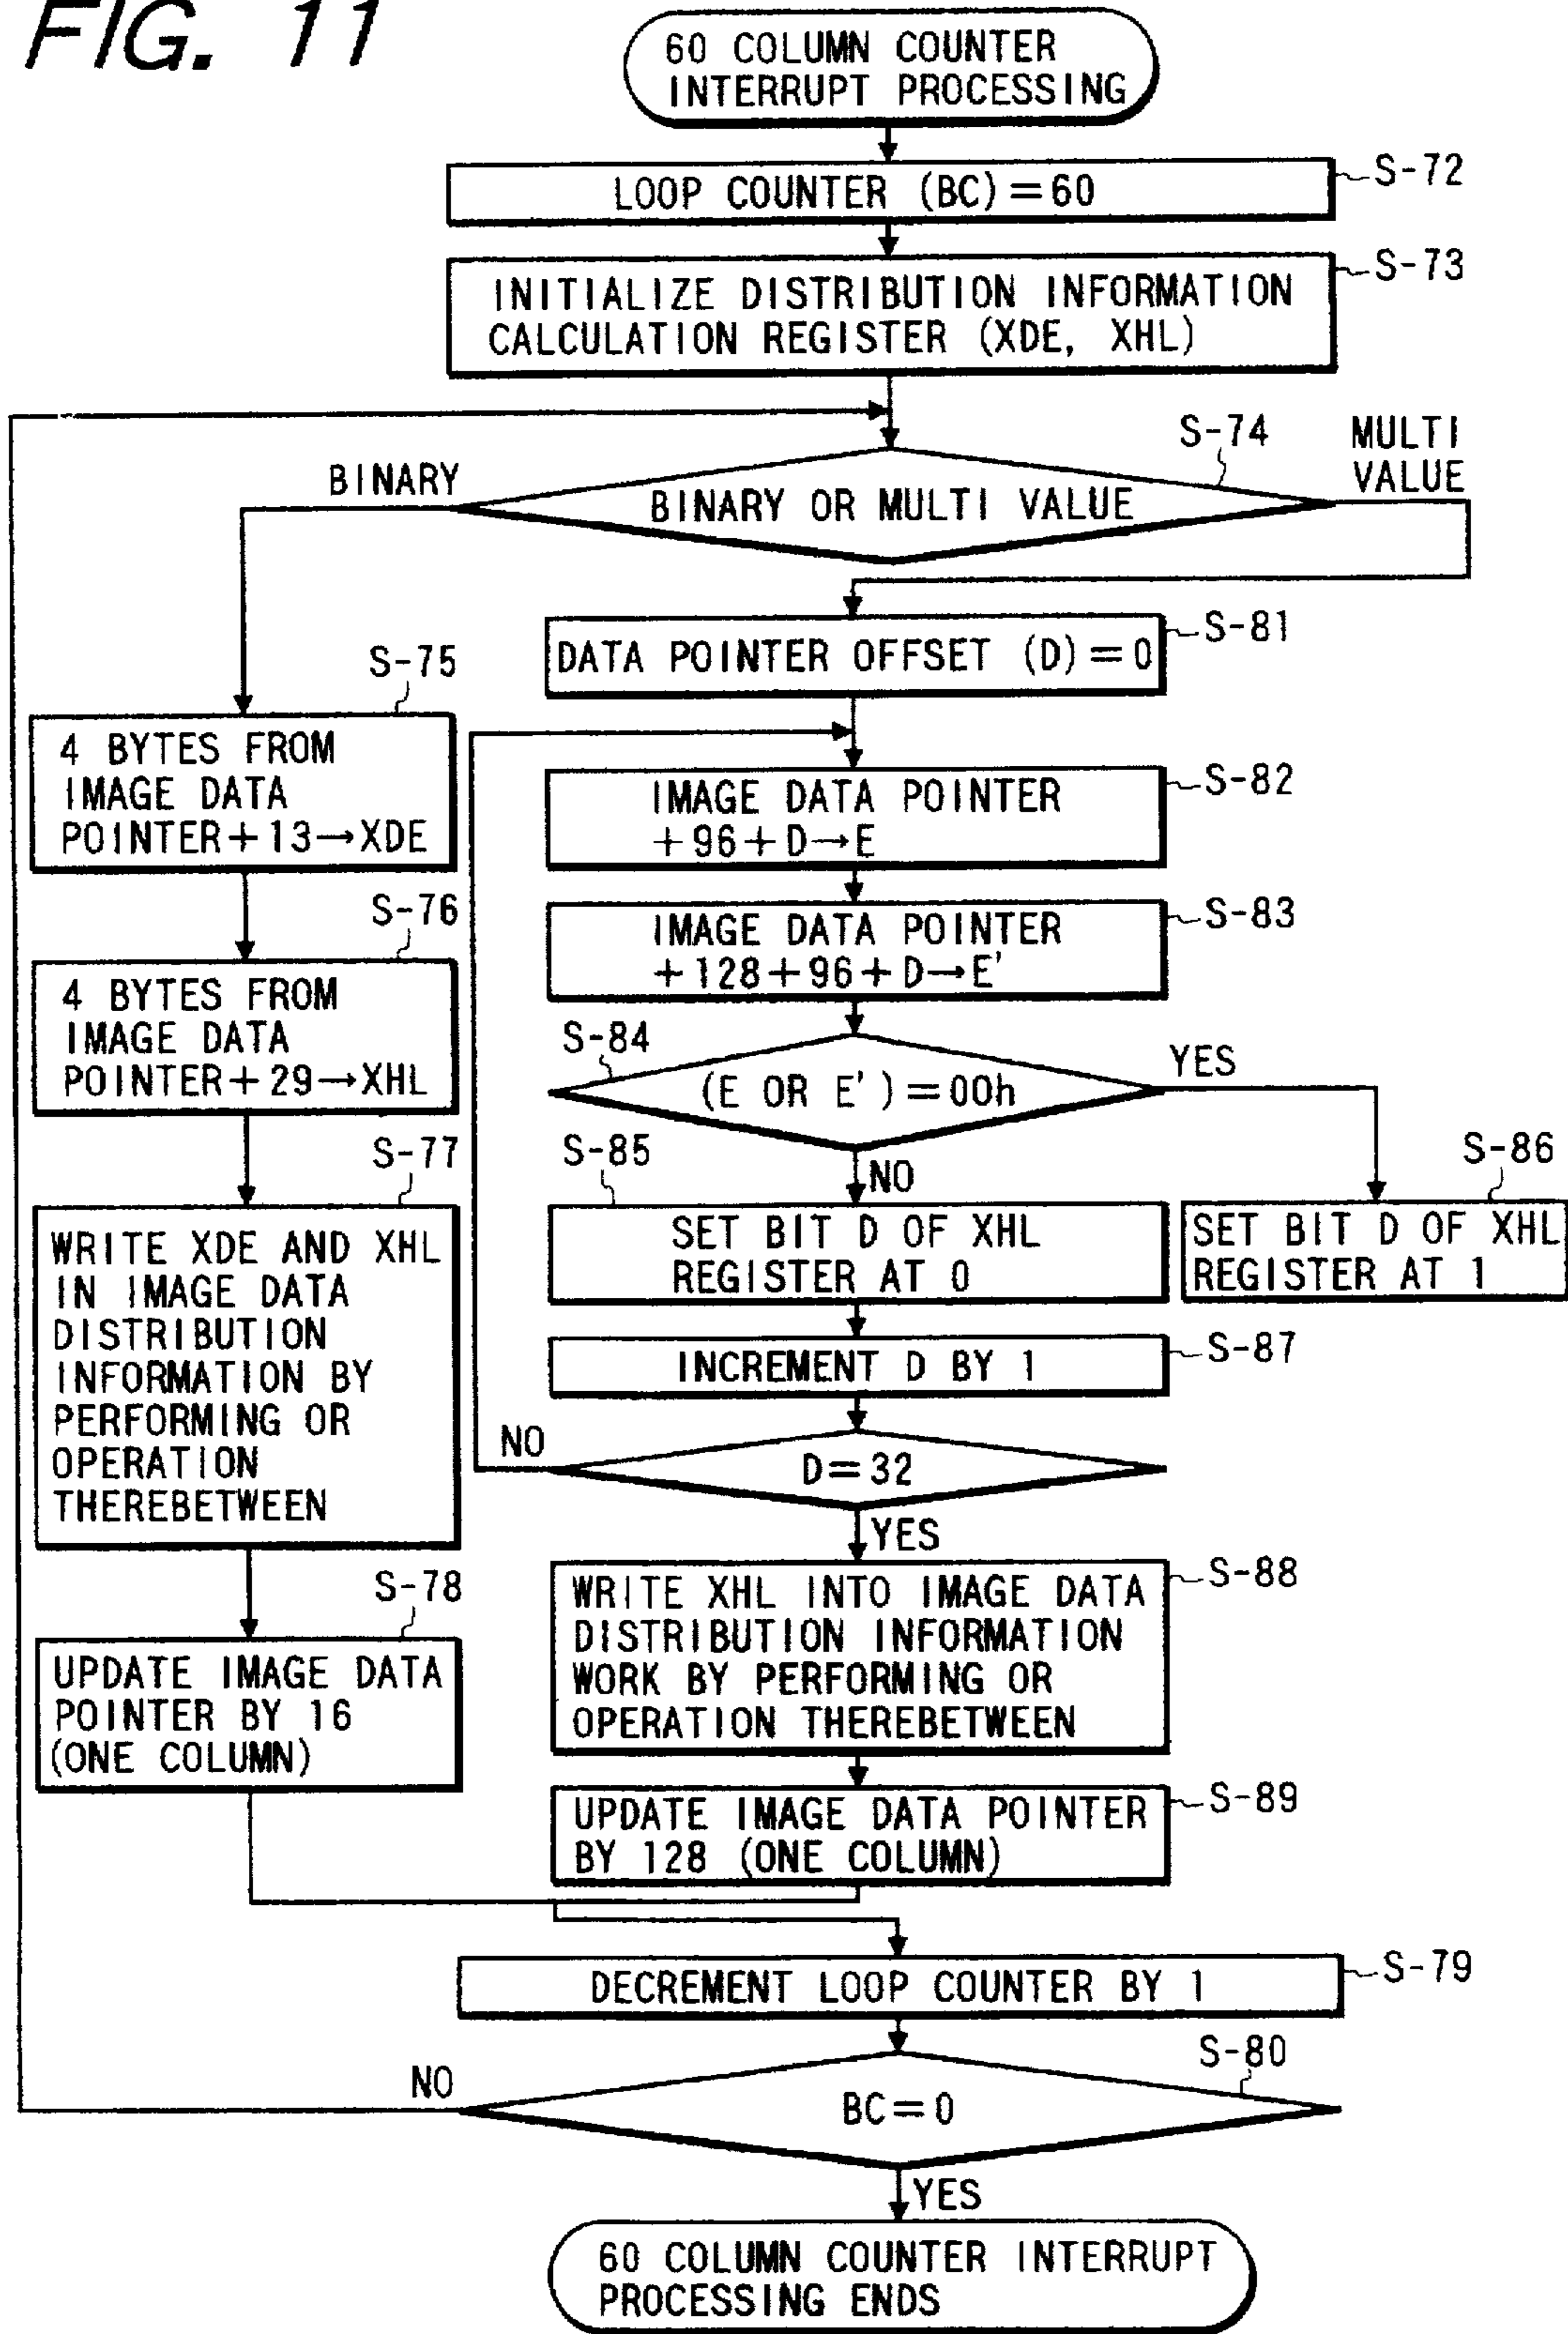 FIG. 11
60 COLUMN COUNTER
INTERRUPT PROCESSING
LOOP COUNTER (BC)=60
S-72
INITIALIZE DISTRIBUTION INFORMATION
CALCULATION REGISTER (XDE, XHL)
S-73
S-74
BINARY OR MULTI VALUE
BINARY
MULTI
VALUE
S-75
4 BYTES FROM
IMAGE DATA
POINTER+13→XDE
S-76
4 BYTES FROM
IMAGE DATA
POINTER+29→XHL
S-77
WRITE XDE AND XHL
IN IMAGE DATA
DISTRIBUTION
INFORMATION BY
PERFORMING OR
OPERATION
THEREBETWEEN
S-78
UPDATE IMAGE DATA
POINTER BY 16
(ONE COLUMN)
DATA POINTER OFFSET (D)=0
S-81
IMAGE DATA POINTER
+96+D→E
S-82
IMAGE DATA POINTER
+128+96+D→E'
S-83
S-84
(E OR E')=00h
YES
NO
S-85
SET BIT D OF XHL
REGISTER AT 0
S-86
SET BIT D OF XHL
REGISTER AT 1
INCREMENT D BY 1
S-87
D=32
NO
YES
WRITE XHL INTO IMAGE DATA
DISTRIBUTION INFORMATION
WORK BY PERFORMING OR
OPERATION THEREBETWEEN
S-88
UPDATE IMAGE DATA POINTER
BY 128 (ONE COLUMN)
S-89
DECREMENT LOOP COUNTER BY 1
S-79
S-80
BC=0
NO
YES
60 COLUMN COUNTER INTERRUPT
PROCESSING ENDS